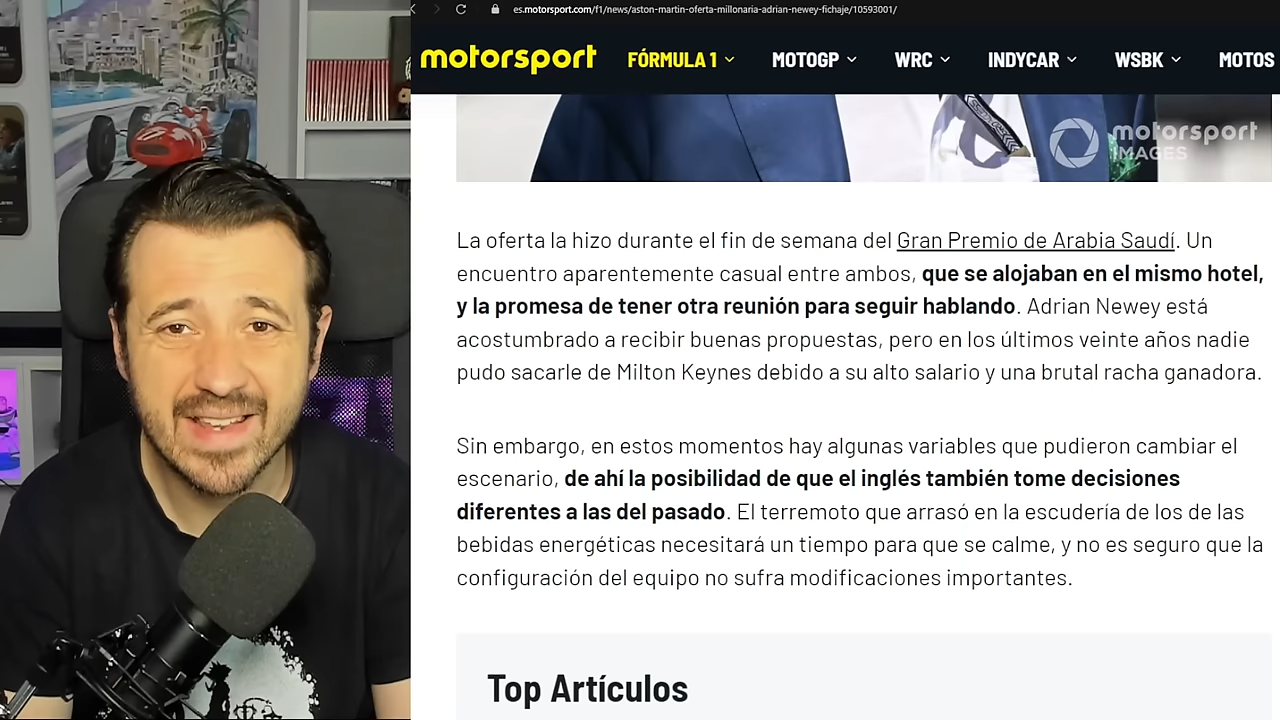 es.motorsport.com/f1/news/aston-martin-oferta-millonaria-adrian-newey-fichaje/10593001/
motorsport FÓRMULA 1 MOTOGP WRC INDYCAR WSBK MOTOS
motorsport
IMAGES
La oferta la hizo durante el fin de semana del Gran Premio de Arabia Saudí. Un
encuentro aparentemente casual entre ambos, que se alojaban en el mismo hotel,
y la promesa de tener otra reunión para seguir hablando. Adrian Newey está
acostumbrado a recibir buenas propuestas, pero en los últimos veinte años nadie
pudo sacarle de Milton Keynes debido a su alto salario y una brutal racha ganadora.
Sin embargo, en estos momentos hay algunas variables que pudieron cambiar el
escenario, de ahí la posibilidad de que el inglés también tome decisiones
diferentes a las del pasado. El terremoto que arrasó en la escudería de los de las
bebidas energéticas necesitará un tiempo para que se calme, y no es seguro que la
configuración del equipo no sufra modificaciones importantes.
Top Artículos